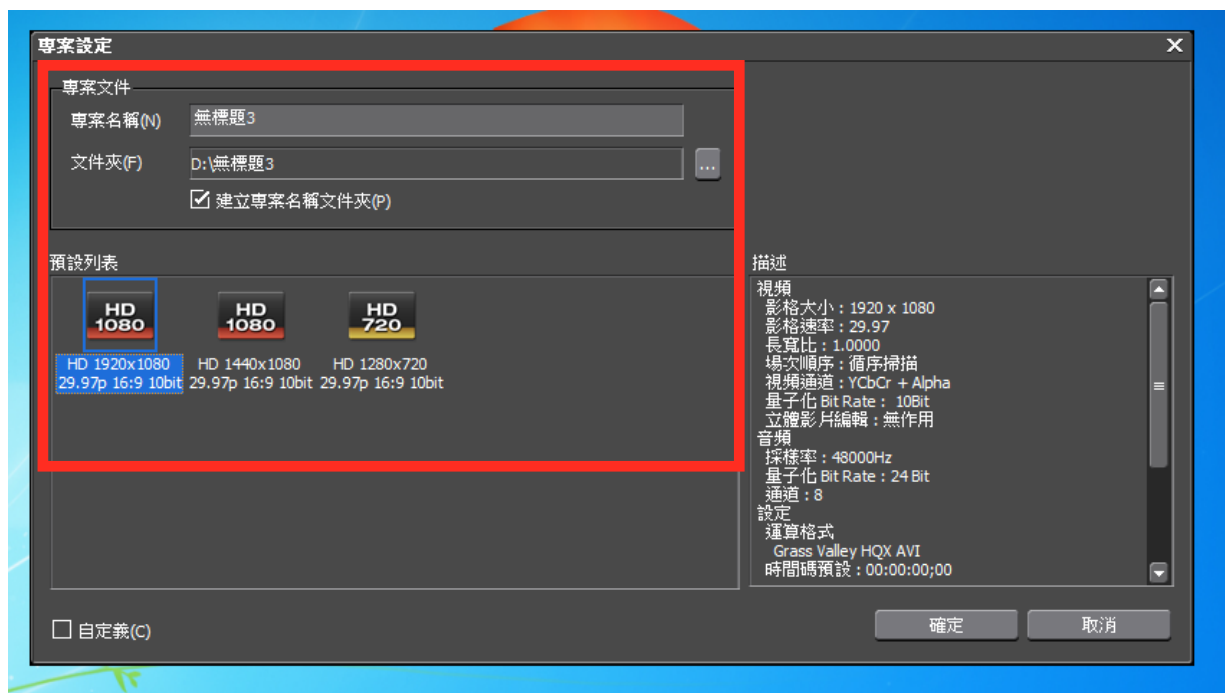 專案設定
專案文件
專案名稱(N) 無標題3
文件夾(F) D:\無標題3 ...
建立專案名稱文件夾(P)
預設列表
HD 1080
HD 1080
HD 720
HD 1920x1080
29.97p 16:9 10bit
HD 1440x1080
29.97p 16:9 10bit
HD 1280x720
29.97p 16:9 10bit
描述
視頻
影格大小：1920 x 1080
影格速率：29.97
長寬比：1.0000
場次順序：循序掃描
視頻通道：YCbCr + Alpha
量子化 Bit Rate： 10Bit
立體影片編輯：無作用
音頻
採樣率：48000Hz
量子化 Bit Rate：24 Bit
通道：8
設定
運算格式
Grass Valley HQX AVI
時間碼預設：00:00:00;00
自定義(C)
確定
取消